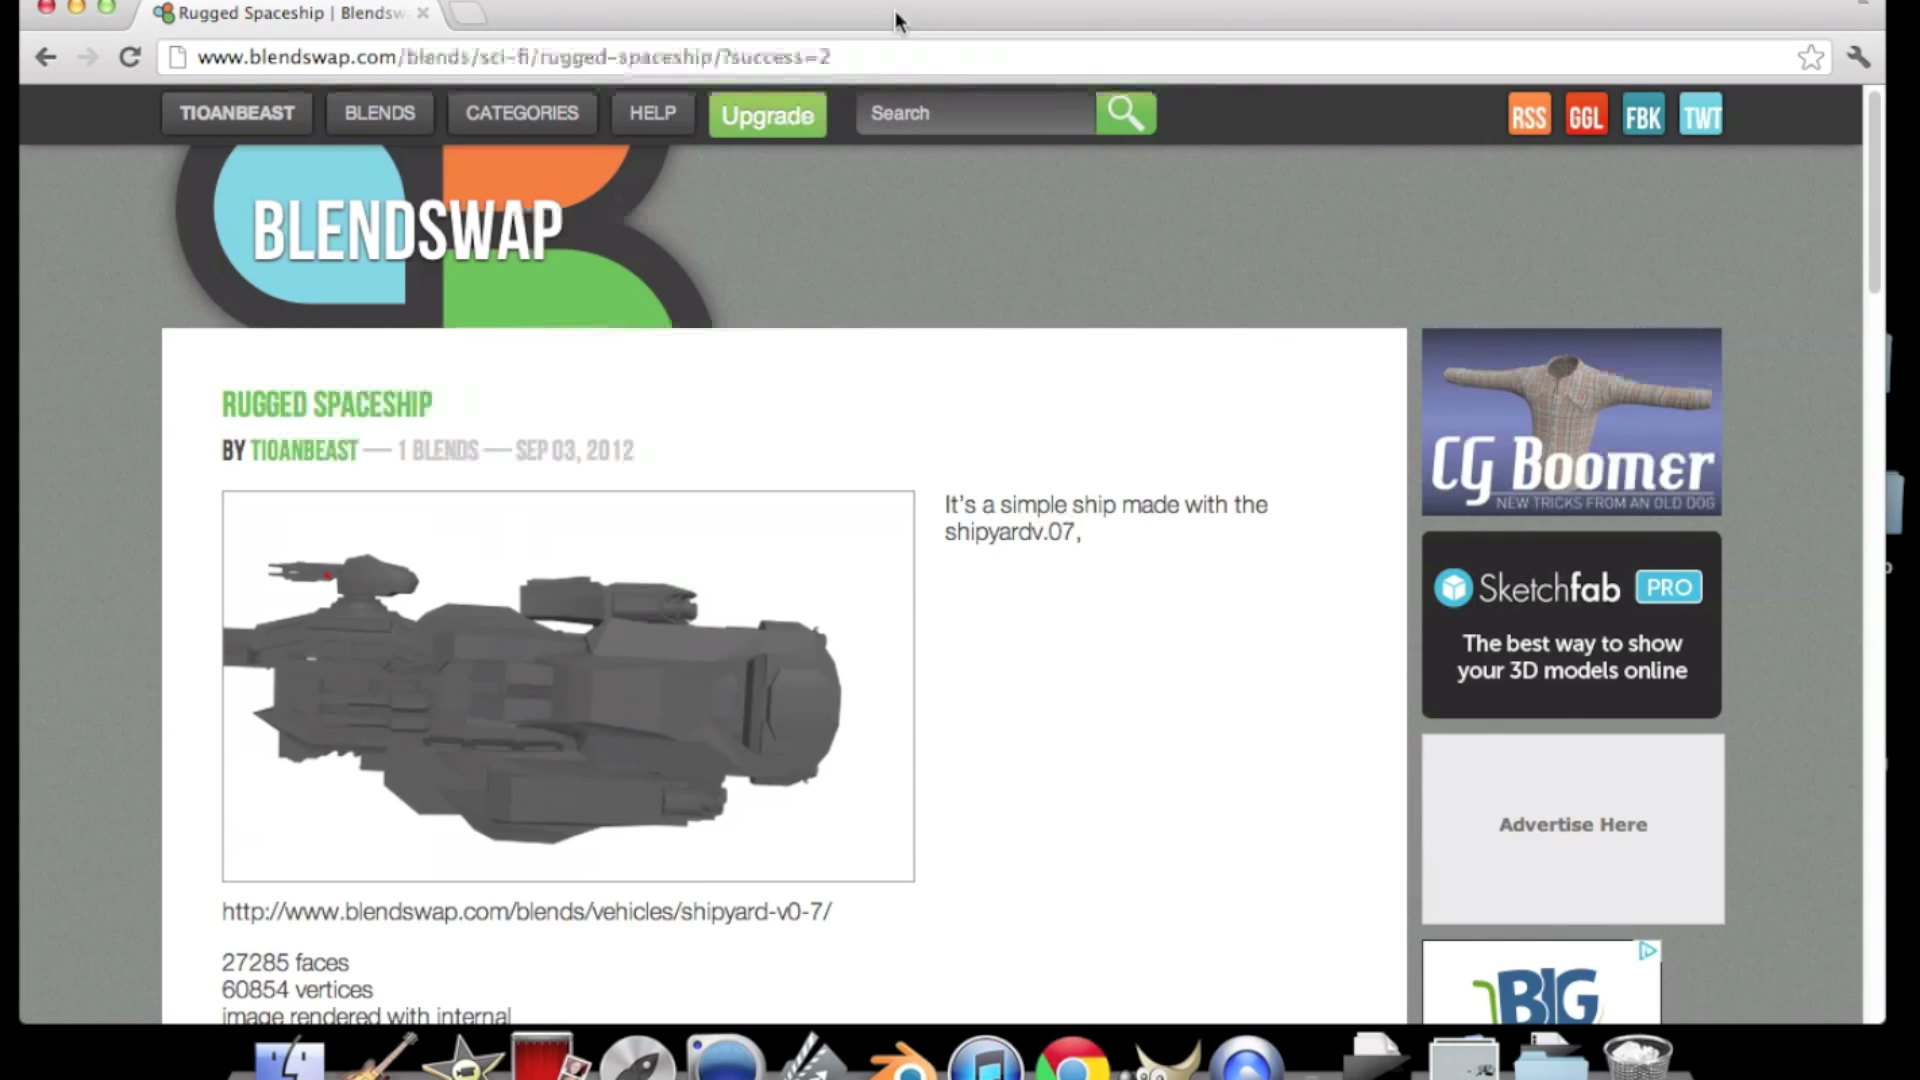 Rugged Spaceship | Blendsw
www.blendswap.com/blends/sci-fi/rugged-spaceship/?success=2
TIOANBEAST BLENDS CATEGORIES HELP Upgrade Search RSS GGL FBK TWT
BLENDSWAP
RUGGED SPACESHIP
BY TIOANBEAST — 1 BLENDS — SEP 03, 2012
It's a simple ship made with the
shipyardv.07,
http://www.blendswap.com/blends/vehicles/shipyard-v0-7/
27285 faces
60854 vertices
image rendered with internal
CG Boomer
NEW TRICKS FROM AN OLD DOG
Sketchfab PRO
The best way to show
your 3D models online
Advertise Here
BIG